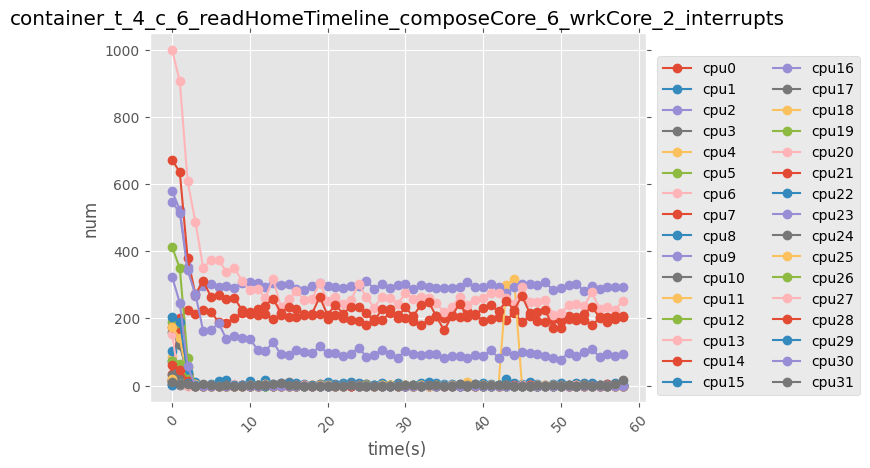 container_t_4_c_6_readHomeTimeline_composeCore_6_wrkCore_2_interrupts
1000
800
600
400
200
0
num
0 10 20 30 40 50 60
time(s)
cpu0 cpu16
cpu1 cpu17
cpu2 cpu18
cpu3 cpu19
cpu4 cpu20
cpu5 cpu21
cpu6 cpu22
cpu7 cpu23
cpu8 cpu24
cpu9 cpu25
cpu10 cpu26
cpu11 cpu27
cpu12 cpu28
cpu13 cpu29
cpu14 cpu30
cpu15 cpu31